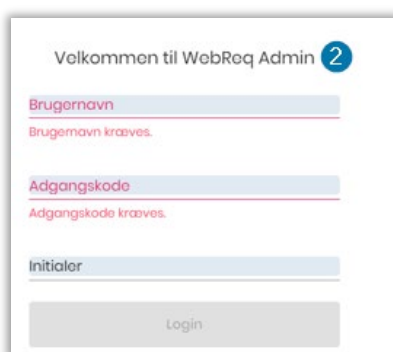 Velkommen til WebReq Admin 2
Brugernavn
Brugernavn kræves.
Adgangskode
Adgangskode kræves.
Initialer
Login